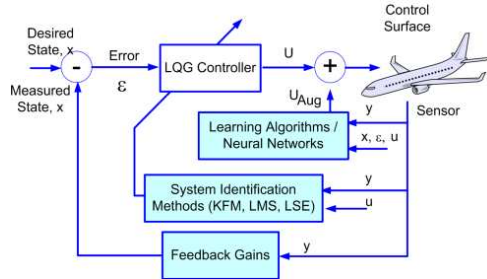 Desired
State, x
Error
ε
Measured
State, x
-
LQG Controller
U
+
U Aug
Control
Surface
Sensor
y
Learning Algorithms /
Neural Networks
x, ε, u
System Identification
Methods (KFM, LMS, LSE)
y
u
Feedback Gains
y